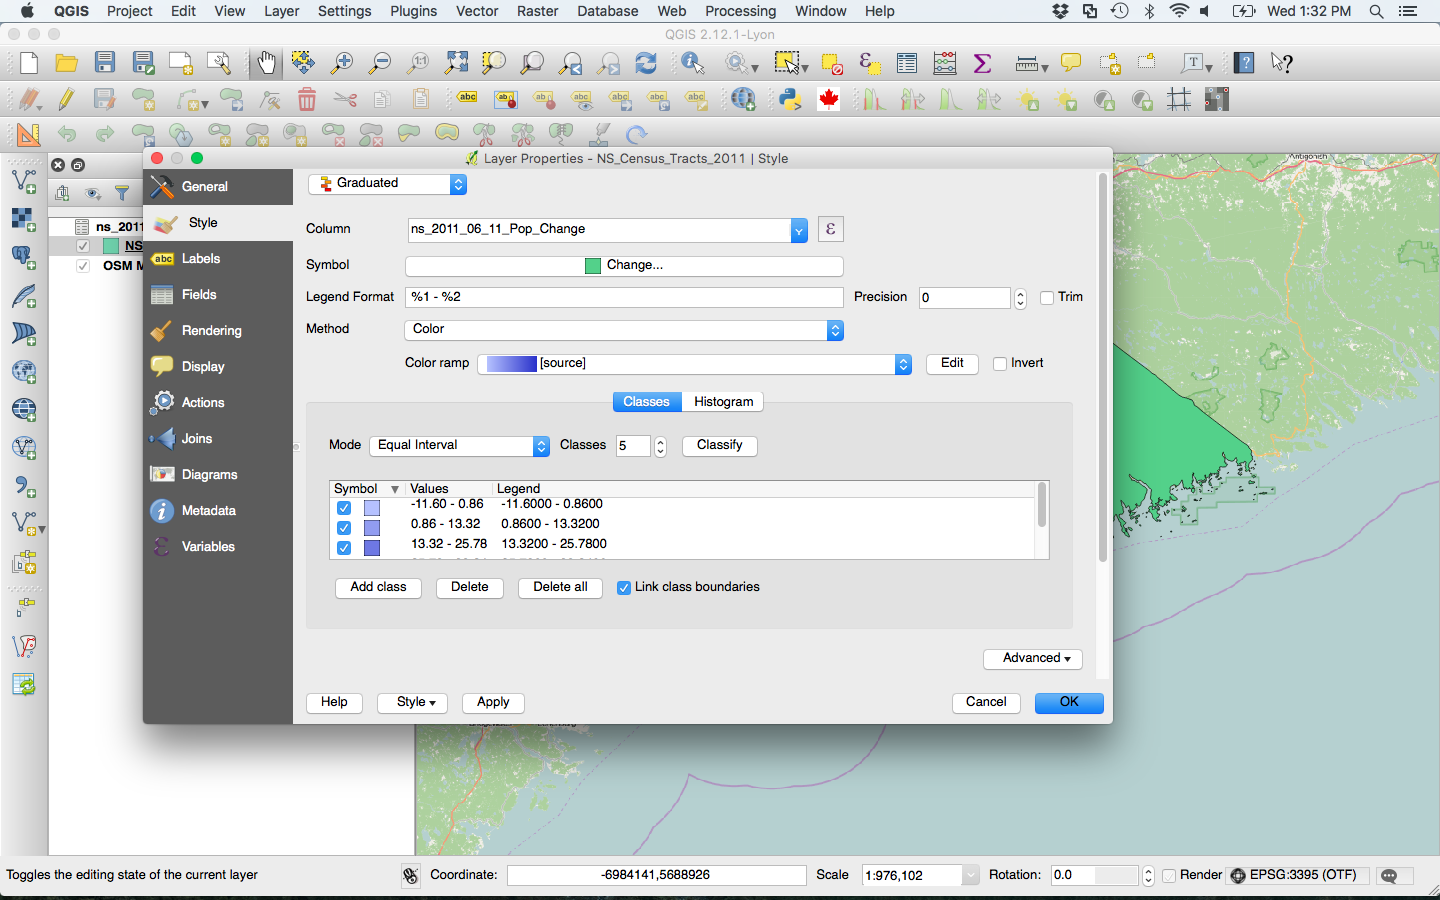 QGIS Project Edit View Layer Settings Plugins Vector Raster Database Web Processing Window Help Wed 1:32 PM
QGIS 2.12.1-Lyon
Layer Properties - NS_Census_Tracts_2011 | Style
Antigonish
General
Style
Labels
Fields
Rendering
Display
Actions
Joins
Diagrams
Metadata
Variables
ns_2011
NS
OSM M
Graduated
Column ns_2011_06_11_Pop_Change ε
Symbol Change...
Legend Format %1 - %2 Precision 0 Trim
Method Color
Color ramp [source] Edit Invert
Classes Histogram
Mode Equal Interval Classes 5 Classify
Symbol Values Legend
-11.60 - 0.86 -11.6000 - 0.8600
0.86 - 13.32 0.8600 - 13.3200
13.32 - 25.78 13.3200 - 25.7800
Add class Delete Delete all Link class boundaries
Advanced
Help Style Apply Cancel OK
Toggles the editing state of the current layer Coordinate: -6984141,5688926 Scale 1:976,102 Rotation: 0.0 Render EPSG:3395 (OTF)